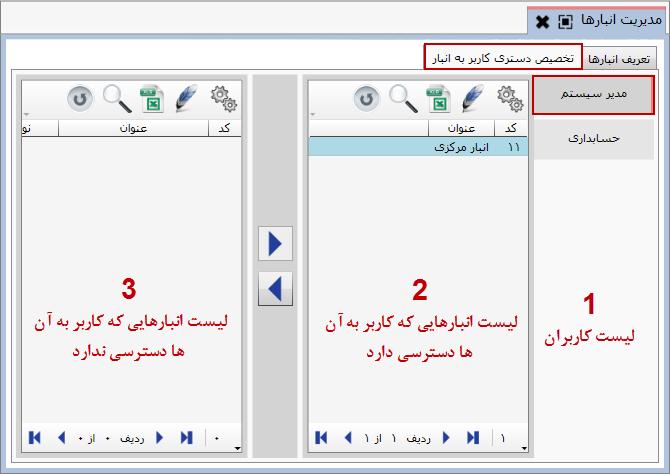 مدیریت انبارها
تعریف انبارها
تخصیص دستری کاربر به انبار
مدیر سیستم
حسابداری
1
لیست کاربران
کد عنوان
۱۱ انبار مرکزی
2
لیست انبارهایی که کاربر به آن
ها دسترسی دارد
ردیف ۱ از ۱
۱
کد عنوان نو
3
لیست انبارهایی که کاربر به آن
ها دسترسی ندارد
ردیف ۰ از ۰
۰